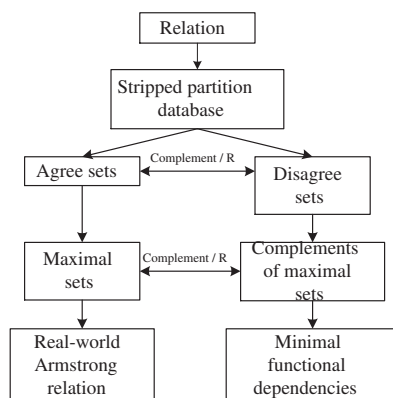 Relation
Stripped partition
database
Agree sets
Complement / R
Disagree
sets
Maximal
sets
Complement / R
Complements
of maximal
sets
Real-world
Armstrong
relation
Minimal
functional
dependencies